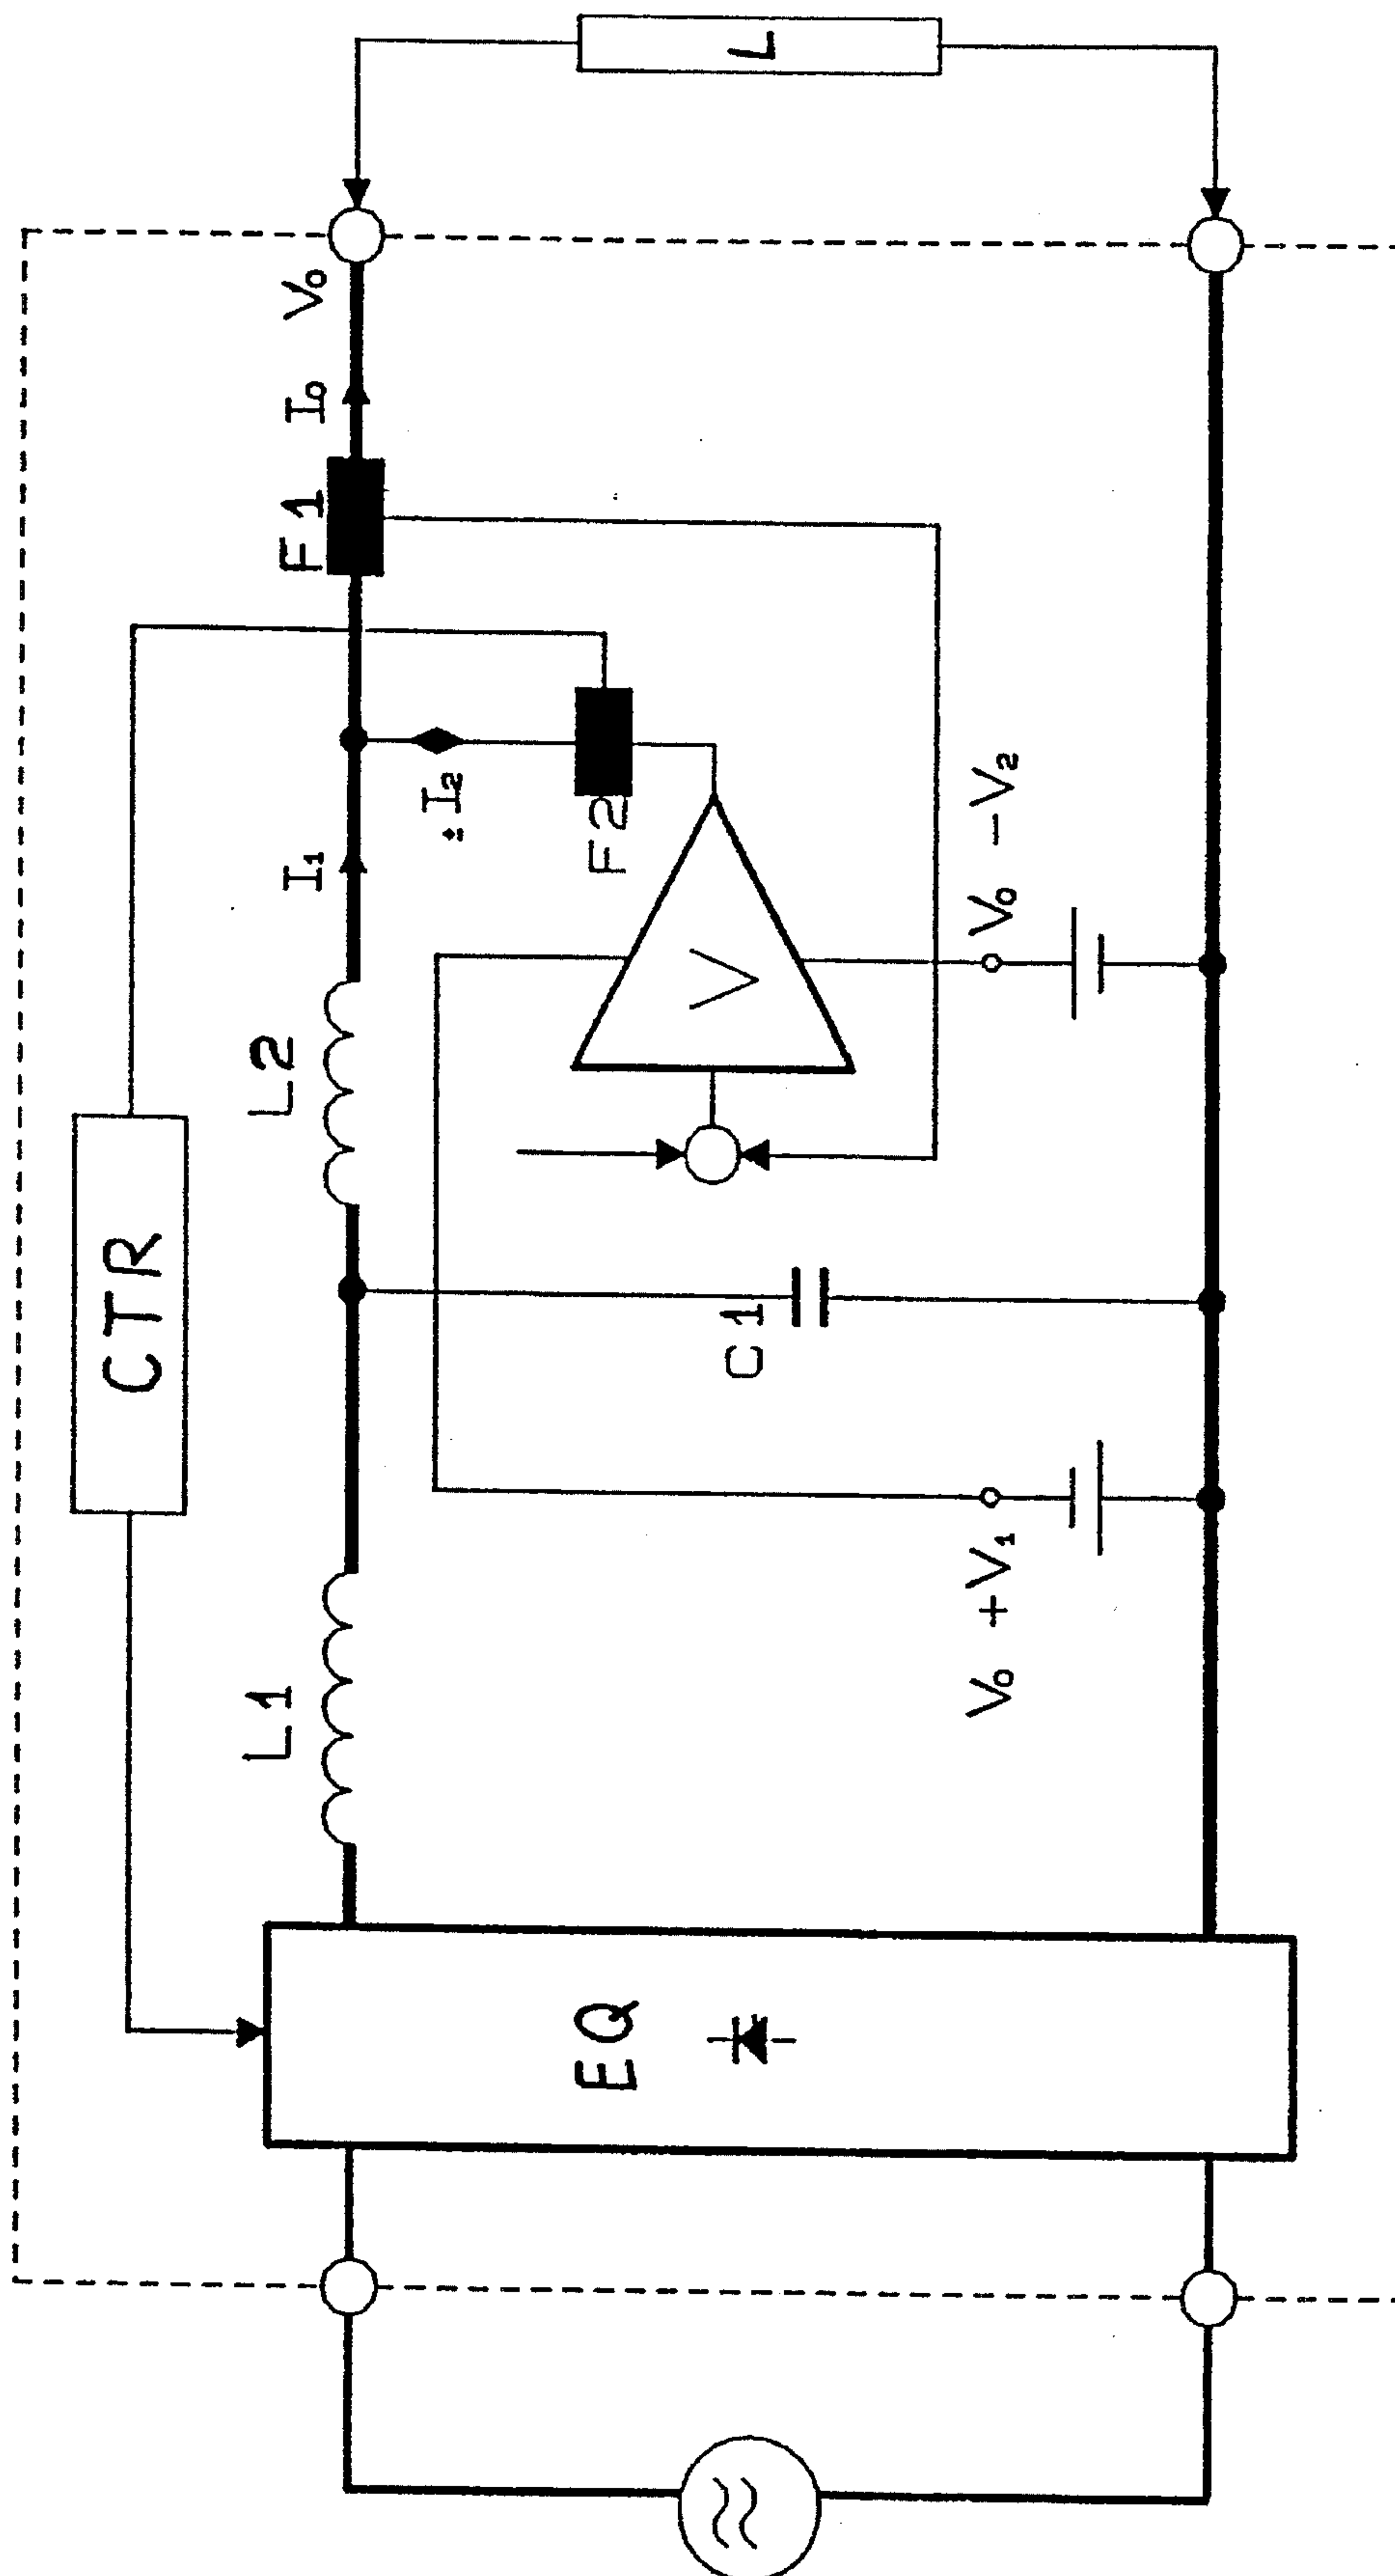 CTR
L1
L2
I₁
F1
I₀
V₀
±I₂
F2
V
C1
V₀ +V₁
V₀ -V₂
EQ
L